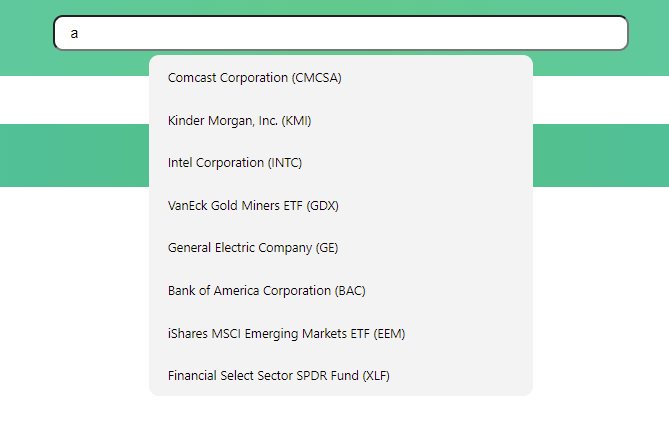 a
Comcast Corporation (CMCSA)
Kinder Morgan, Inc. (KMI)
Intel Corporation (INTC)
VanEck Gold Miners ETF (GDX)
General Electric Company (GE)
Bank of America Corporation (BAC)
iShares MSCI Emerging Markets ETF (EEM)
Financial Select Sector SPDR Fund (XLF)